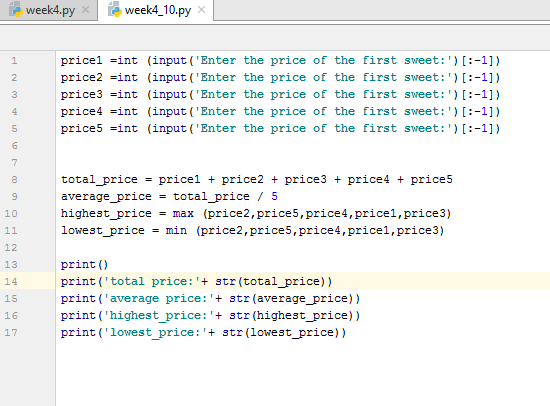 week4.py week4_10.py
1 price1 =int (input('Enter the price of the first sweet:')[:-1])
2 price2 =int (input('Enter the price of the first sweet:')[:-1])
3 price3 =int (input('Enter the price of the first sweet:')[:-1])
4 price4 =int (input('Enter the price of the first sweet:')[:-1])
5 price5 =int (input('Enter the price of the first sweet:')[:-1])
6
7
8 total_price = price1 + price2 + price3 + price4 + price5
9 average_price = total_price / 5
10 highest_price = max (price2,price5,price4,price1,price3)
11 lowest_price = min (price2,price5,price4,price1,price3)
12
13 print()
14 print('total price:'+ str(total_price))
15 print('average price:'+ str(average_price))
16 print('highest_price:'+ str(highest_price))
17 print('lowest_price:'+ str(lowest_price))